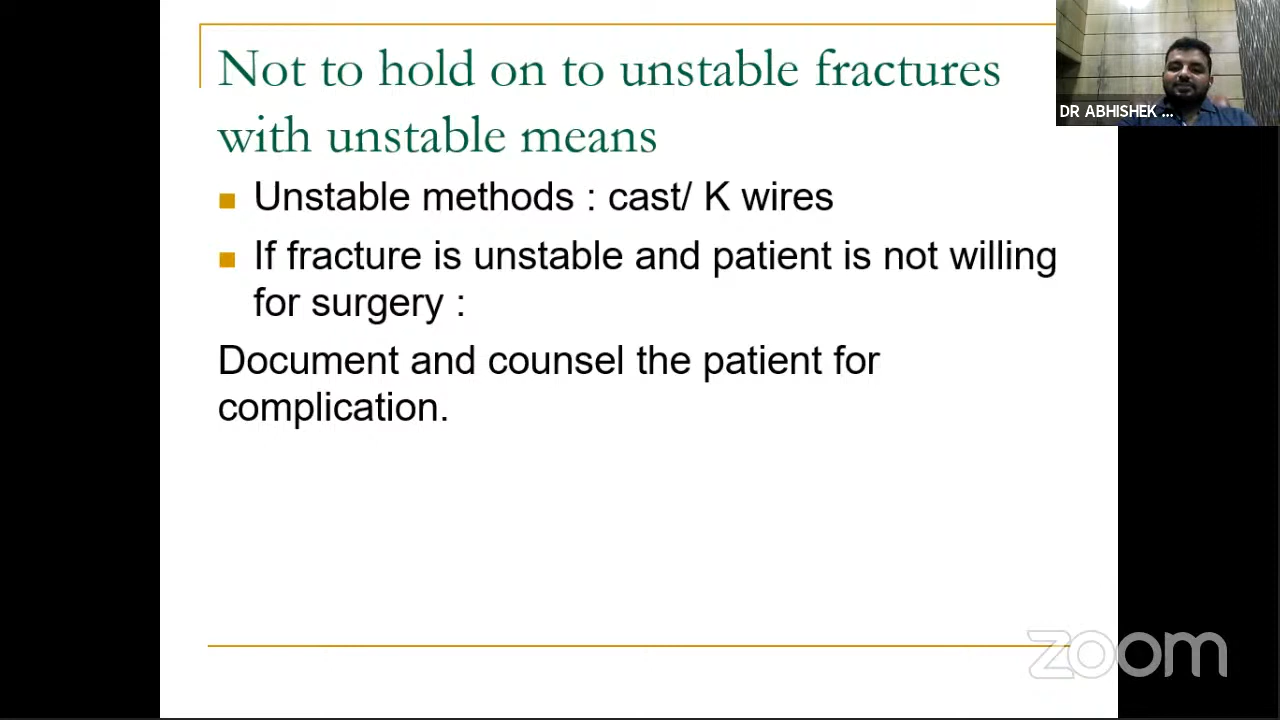 Not to hold on to unstable fractures
with unstable means
Unstable methods : cast/ K wires
If fracture is unstable and patient is not willing
for surgery :
Document and counsel the patient for
complication.
DR ABHISHEK ...
zoom